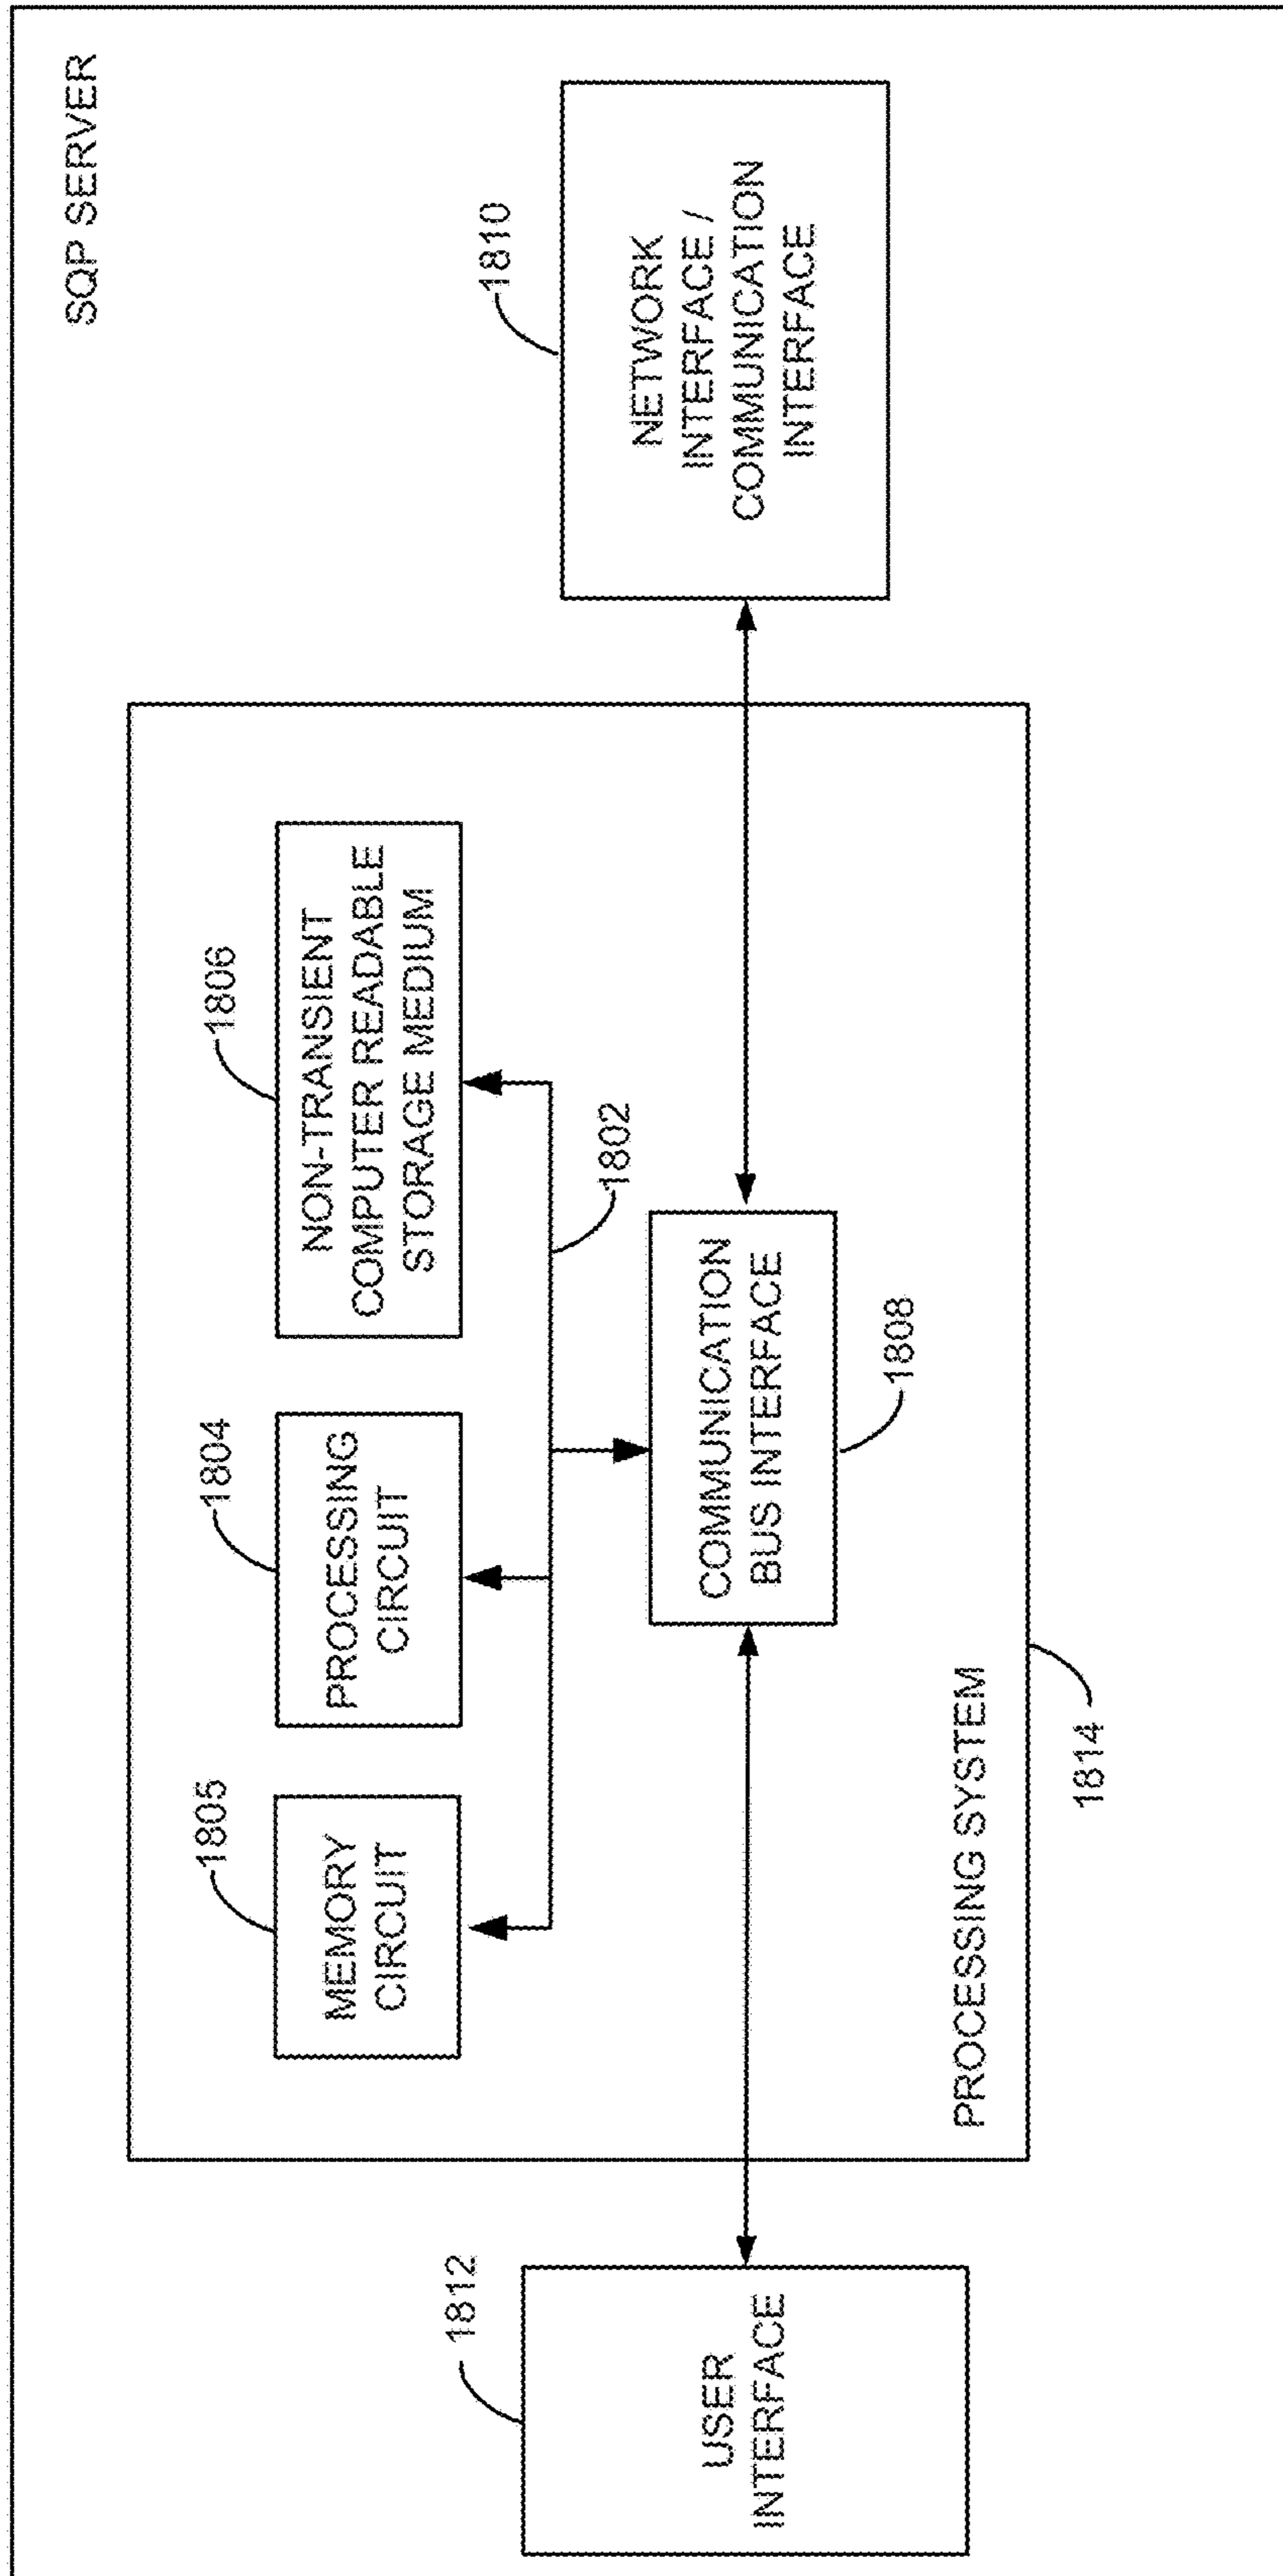 SQP SERVER
1805
1804
1806
MEMORY
CIRCUIT
PROCESSING
CIRCUIT
NON-TRANSIENT
COMPUTER READABLE
STORAGE MEDIUM
1812
1802
1810
USER
INTERFACE
COMMUNICATION
BUS INTERFACE
NETWORK
INTERFACE /
COMMUNICATION
INTERFACE
1808
PROCESSING SYSTEM
1814